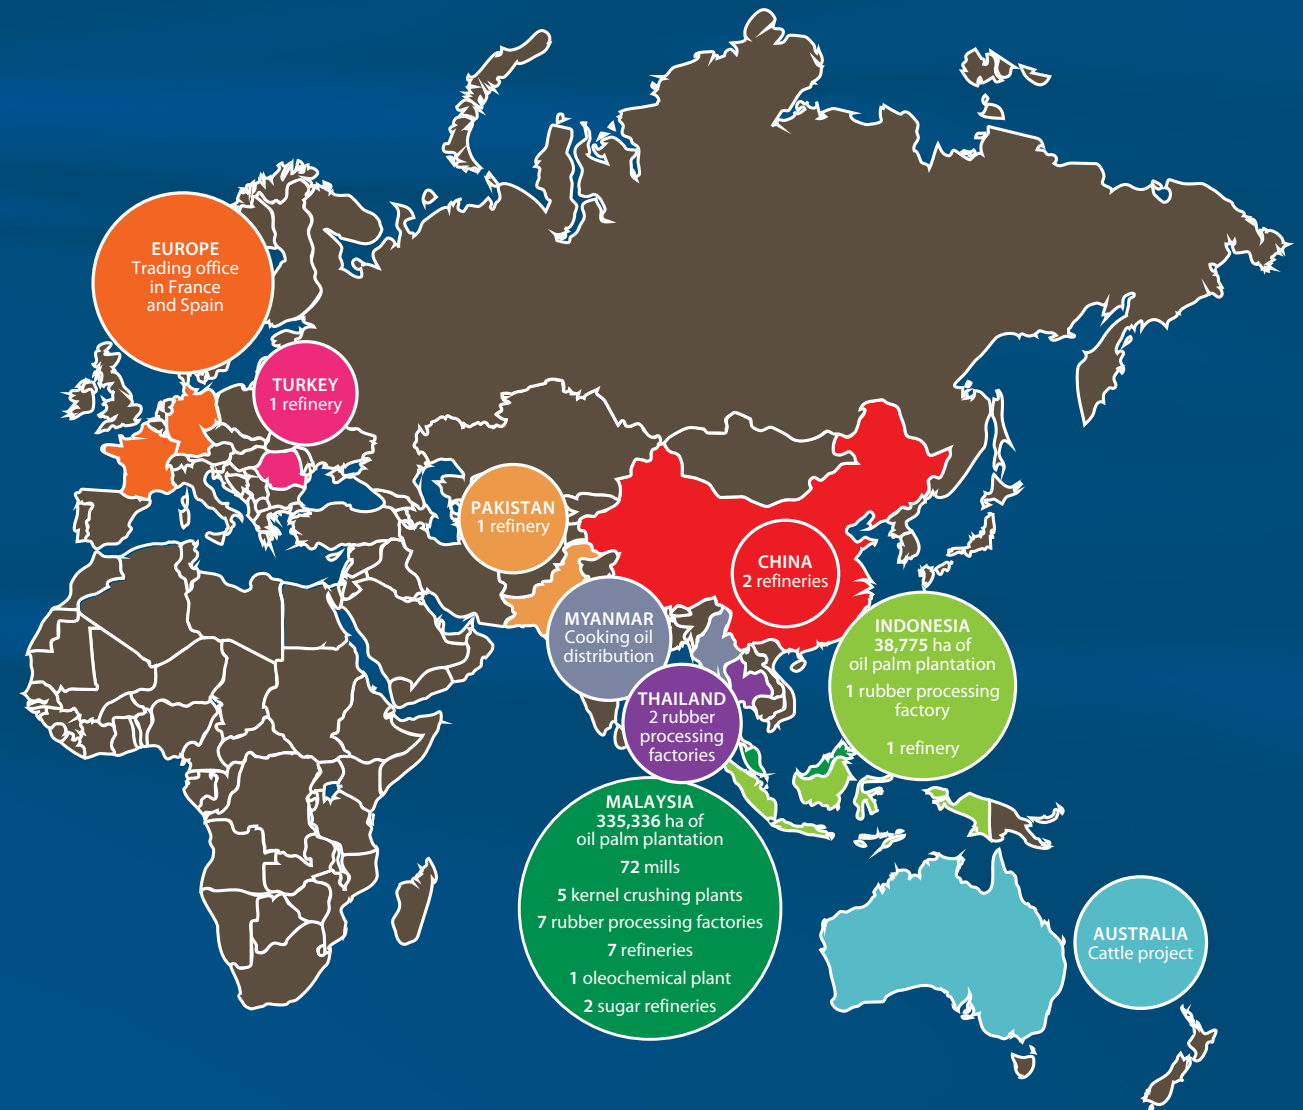 EUROPE
Trading office
in France
and Spain
TURKEY
1 refinery
PAKISTAN
1 refinery
CHINA
2 refineries
MYANMAR
Cooking oil
distribution
INDONESIA
38,775 ha of
oil palm plantation
1 rubber processing
factory
1 refinery
THAILAND
2 rubber
processing
factories
MALAYSIA
335,336 ha of
oil palm plantation
72 mills
5 kernel crushing plants
7 rubber processing factories
7 refineries
1 oleochemical plant
2 sugar refineries
AUSTRALIA
Cattle project